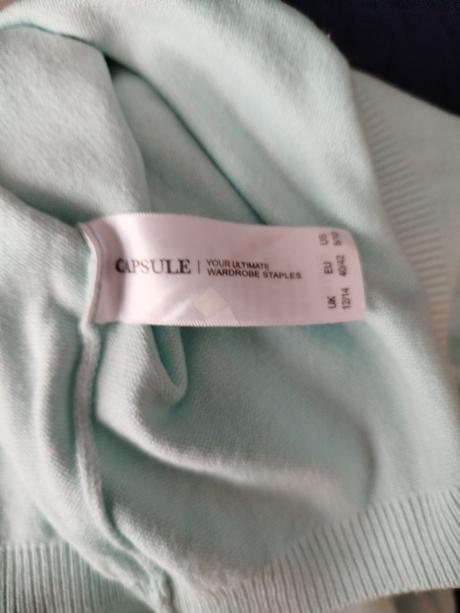 CAPSULE
YOUR ULTIMATE
WARDROBE STAPLES
UK EU US
12/14 40/42 8/10